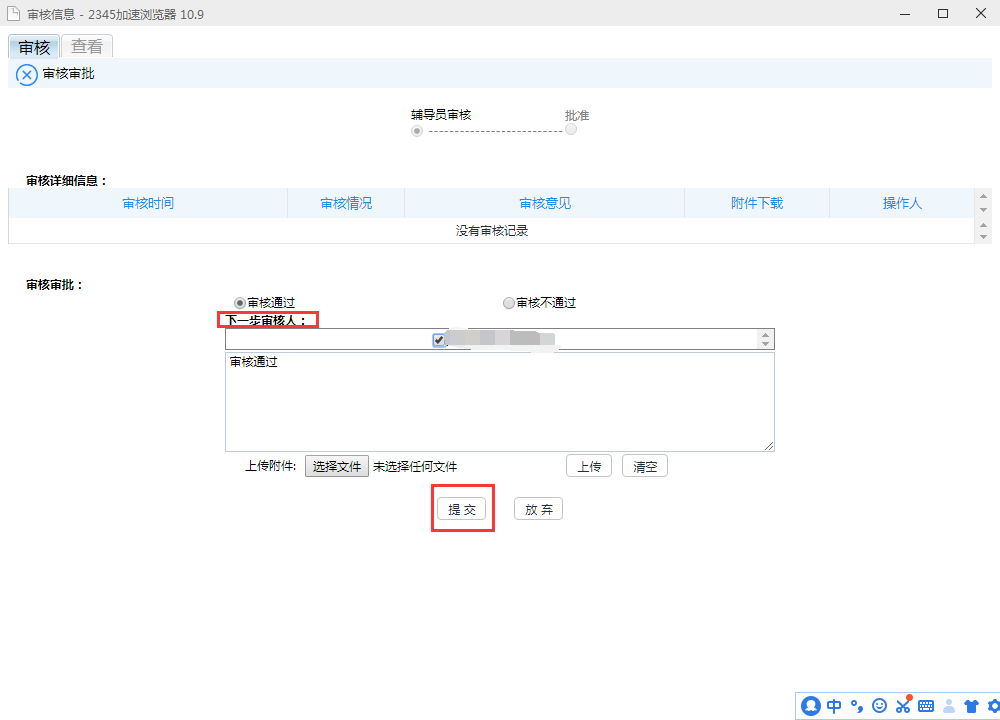 审核信息 - 2345加速浏览器 10.9
审核 查看
审核审批
辅导员审核 批准
审核详细信息：
审核时间 审核情况 审核意见 附件下载 操作人
没有审核记录
审核审批：
审核通过 审核不通过
下一步审核人：
审核通过
上传附件: 选择文件 未选择任何文件 上传 清空
提 交 放 弃
中